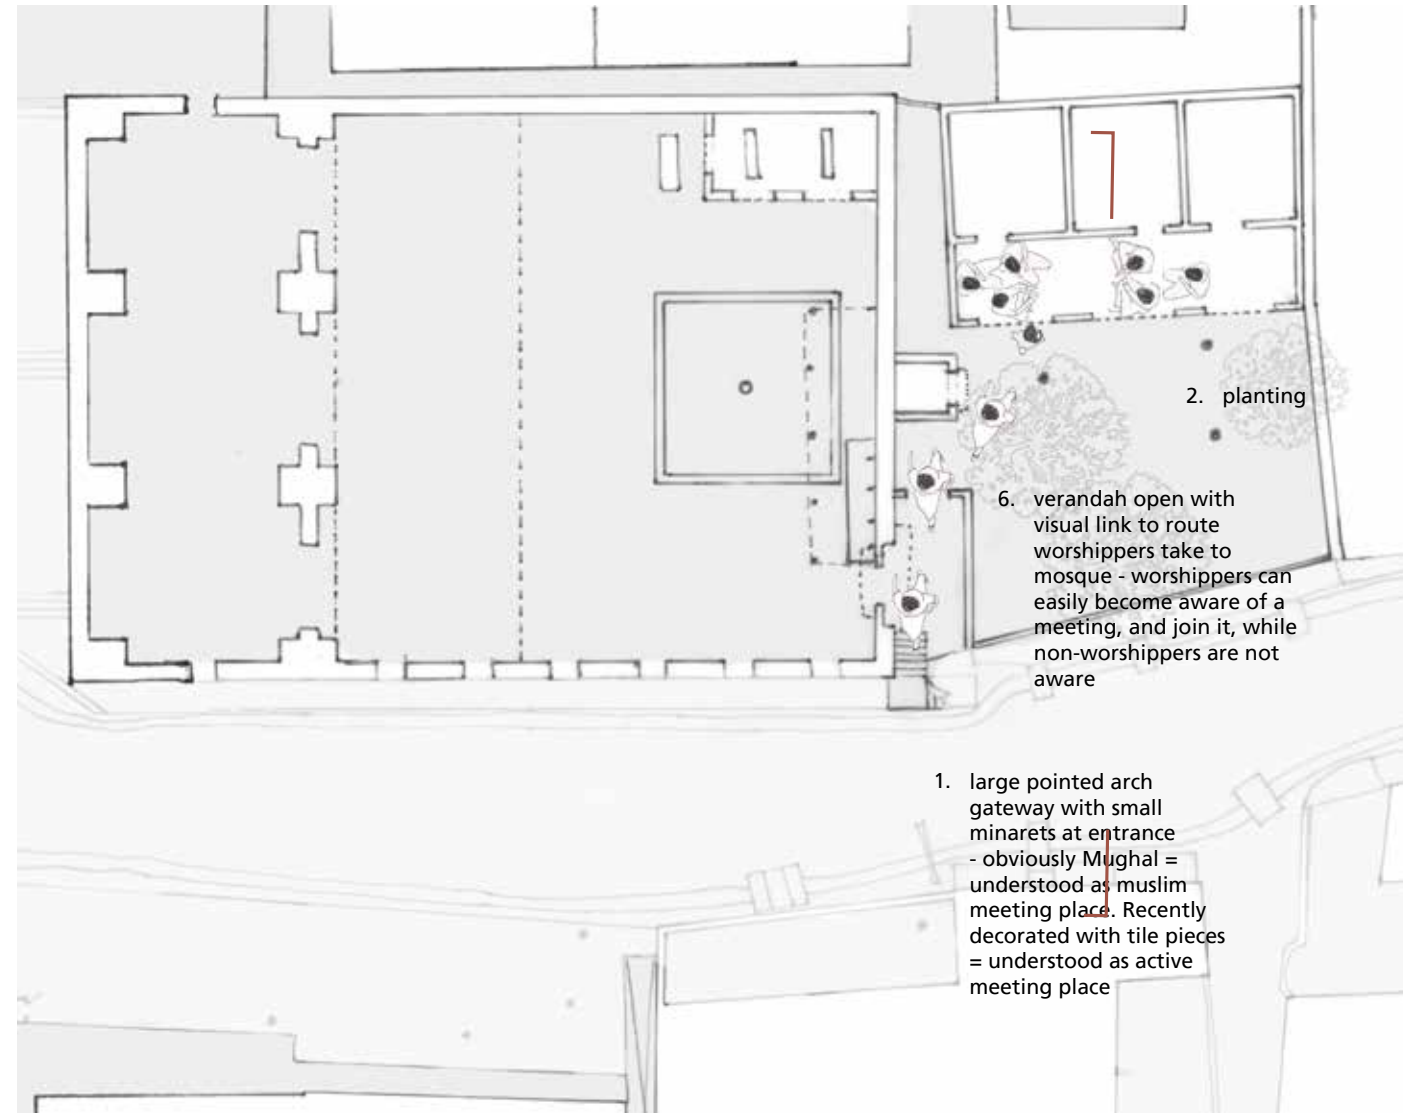 2. planting
6. verandah open with
visual link to route
worshippers take to
mosque - worshippers can
easily become aware of a
meeting, and join it, while
non-worshippers are not
aware
1. large pointed arch
gateway with small
minarets at entrance
- obviously Mughal =
understood as muslim
meeting place. Recently
decorated with tile pieces
= understood as active
meeting place